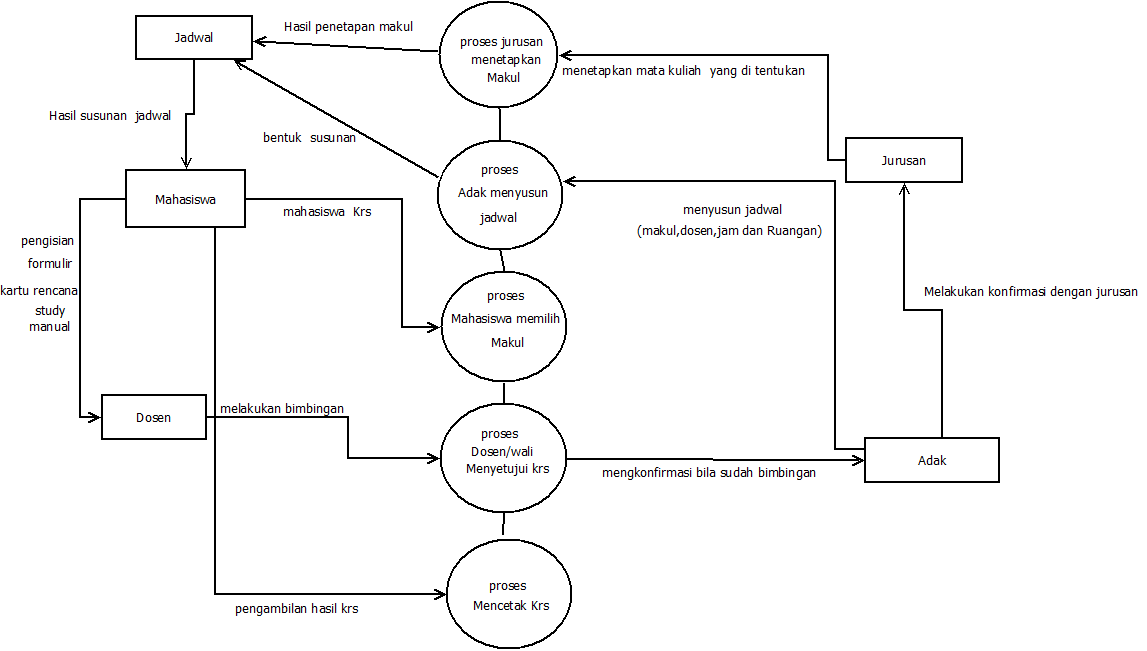 Jadwal
Hasil penetapan makul
proses jurusan
menetapkan
Makul
menetapkan mata kuliah yang di tentukan
Hasil susunan jadwal
bentuk susunan
proses
Adak menyusun
jadwal
Jurusan
Mahasiswa
mahasiswa Krs
menyusun jadwal
(makul,dosen,jam dan Ruangan)
pengisian
formulir
kartu rencana
study
manual
proses
Mahasiswa memilih
Makul
Melakukan konfirmasi dengan jurusan
Dosen
melakukan bimbingan
proses
Dosen/wali
Menyetujui krs
mengkonfirmasi bila sudah bimbingan
Adak
proses
Mencetak Krs
pengambilan hasil krs